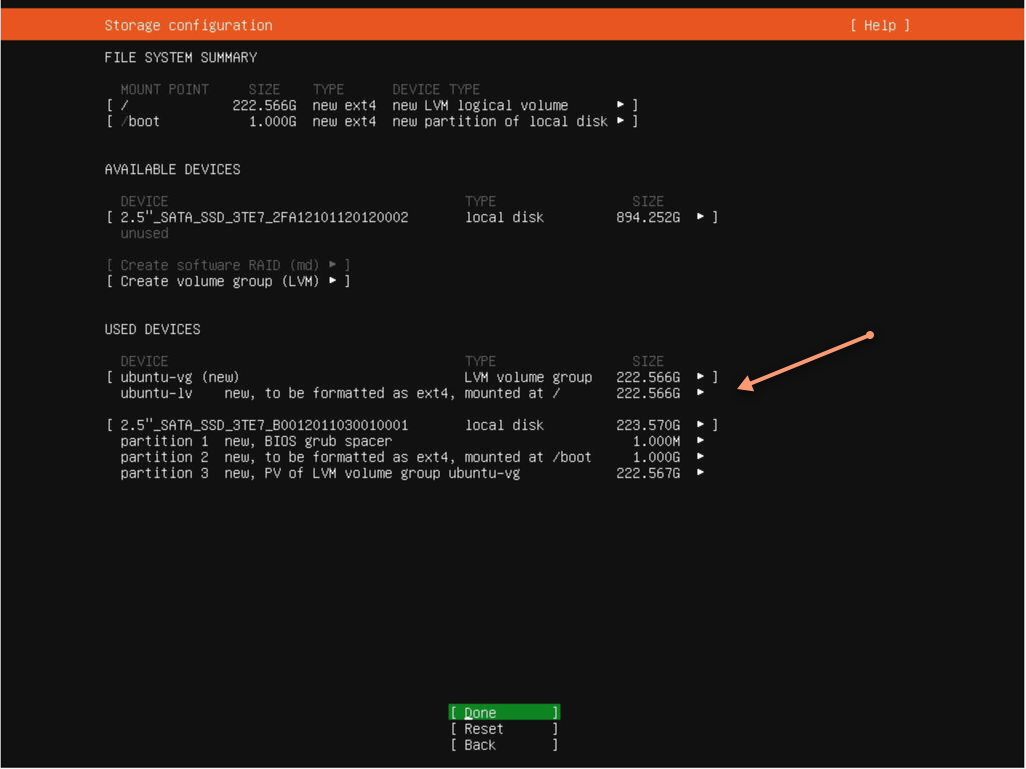 Storage configuration [ Help ]
FILE SYSTEM SUMMARY
MOUNT POINT SIZE TYPE DEVICE TYPE
[ / 222.566G new ext4 new LVM logical volume ▸ ]
[ /boot 1.000G new ext4 new partition of local disk ▸ ]
AVAILABLE DEVICES
DEVICE TYPE SIZE
[ 2.5"_SATA_SSD_3TE7_2FA12101120120002 local disk 894.252G ▸ ]
unused
[ Create software RAID (md) ▸ ]
[ Create volume group (LVM) ▸ ]
USED DEVICES
DEVICE TYPE SIZE
[ ubuntu-vg (new) LVM volume group 222.566G ▸ ]
ubuntu-lv new, to be formatted as ext4, mounted at / 222.566G ▸
[ 2.5"_SATA_SSD_3TE7_B0012011030010001 local disk 223.570G ▸ ]
partition 1 new, BIOS grub spacer 1.000M ▸
partition 2 new, to be formatted as ext4, mounted at /boot 1.000G ▸
partition 3 new, PV of LVM volume group ubuntu-vg 222.567G ▸
[ Done ]
[ Reset ]
[ Back ]